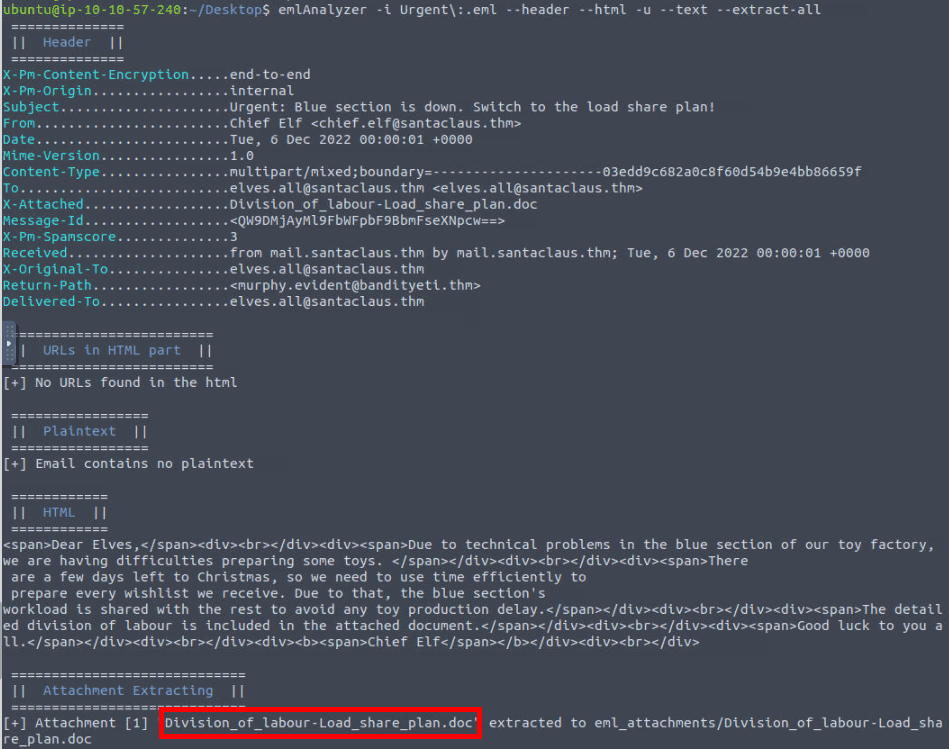 ubuntu@ip-10-10-57-240:~/Desktop$ emlAnalyzer -i Urgent\:.eml --header --html -u --text --extract-all
==============
|| Header ||
==============
X-Pm-Content-Encryption.....end-to-end
X-Pm-Origin.................internal
Subject.....................Urgent: Blue section is down. Switch to the load share plan!
From........................Chief Elf <chief.elf@santaclaus.thm>
Date........................Tue, 6 Dec 2022 00:00:01 +0000
Mime-Version................1.0
Content-Type................multipart/mixed;boundary=---------------------03edd9c682a0c8f60d54b9e4bb86659f
To..........................elves.all@santaclaus.thm <elves.all@santaclaus.thm>
X-Attached..................Division_of_labour-Load_share_plan.doc
Message-Id..................<QW9DMjAyMl9FbWFpbF9BbmFseXNpcw==>
X-Pm-Spamscore..............3
Received....................from mail.santaclaus.thm by mail.santaclaus.thm; Tue, 6 Dec 2022 00:00:01 +0000
X-Original-To...............elves.all@santaclaus.thm
Return-Path.................<murphy.evident@bandityeti.thm>
Delivered-To................elves.all@santaclaus.thm
=========================
|| URLs in HTML part ||
=========================
[+] No URLs found in the html
=================
|| Plaintext ||
=================
[+] Email contains no plaintext
============
|| HTML ||
============
<span>Dear Elves,</span><div><br></div><div><span>Due to technical problems in the blue section of our toy factory,
we are having difficulties preparing some toys. </span></div><div><br></div><div><span>There
are a few days left to Christmas, so we need to use time efficiently to
prepare every wishlist we receive. Due to that, the blue section's
workload is shared with the rest to avoid any toy production delay.</span></div><div><br></div><div><span>The detail
ed division of labour is included in the attached document.</span></div><div><br></div><div><span>Good luck to you a
ll.</span></div><div><br></div><div><b><span>Chief Elf</span></b></div><div><br></div>
=============================
|| Attachment Extracting ||
=============================
[+] Attachment [1] "Division_of_labour-Load_share_plan.doc" extracted to eml_attachments/Division_of_labour-Load_sha
re_plan.doc